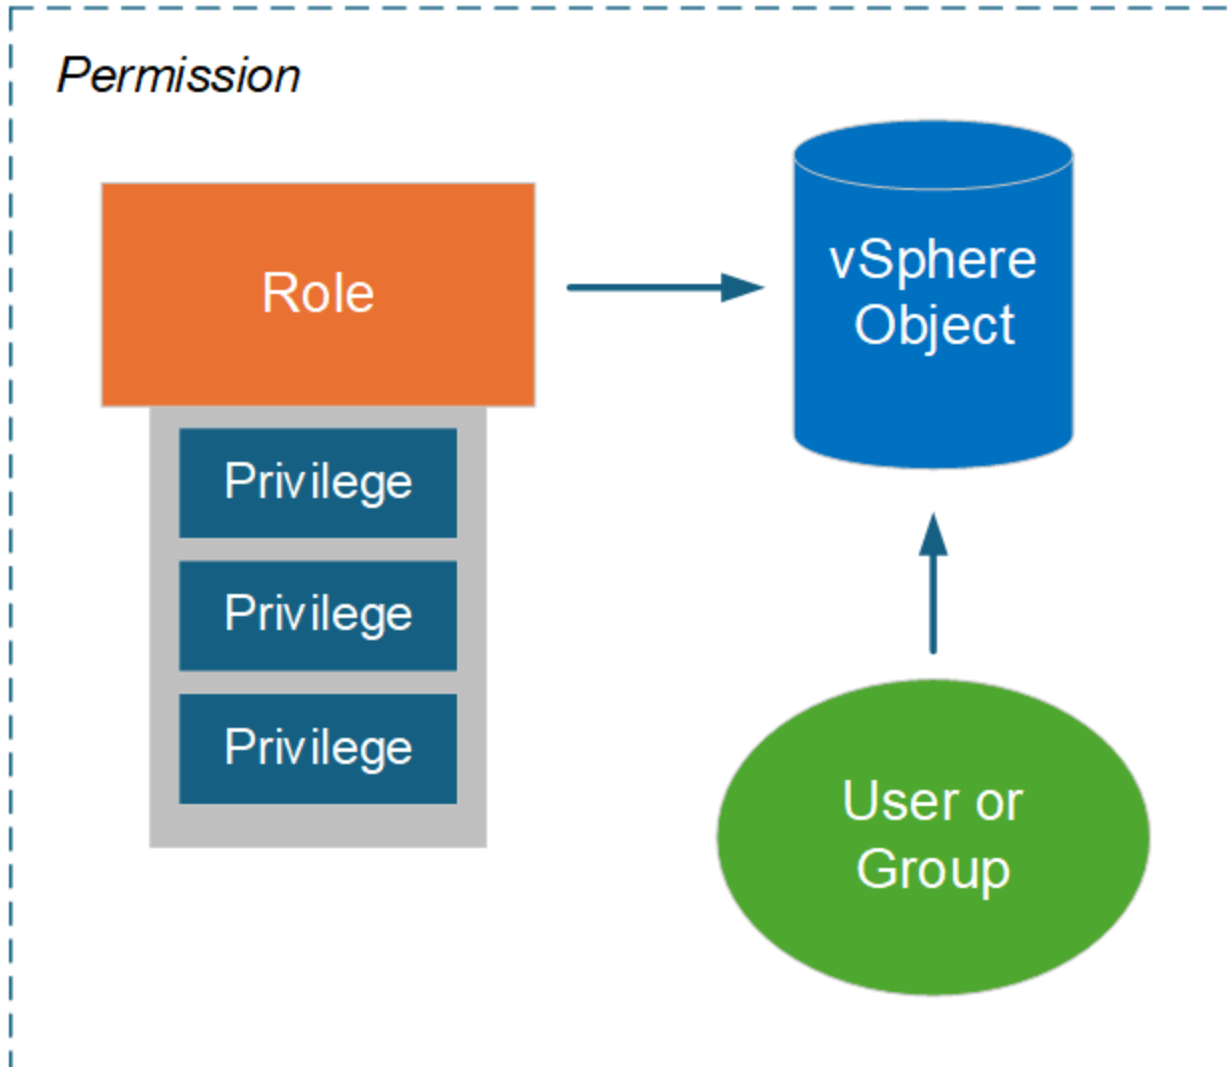 Permission
Role
vSphere
Object
Privilege
Privilege
Privilege
User or
Group